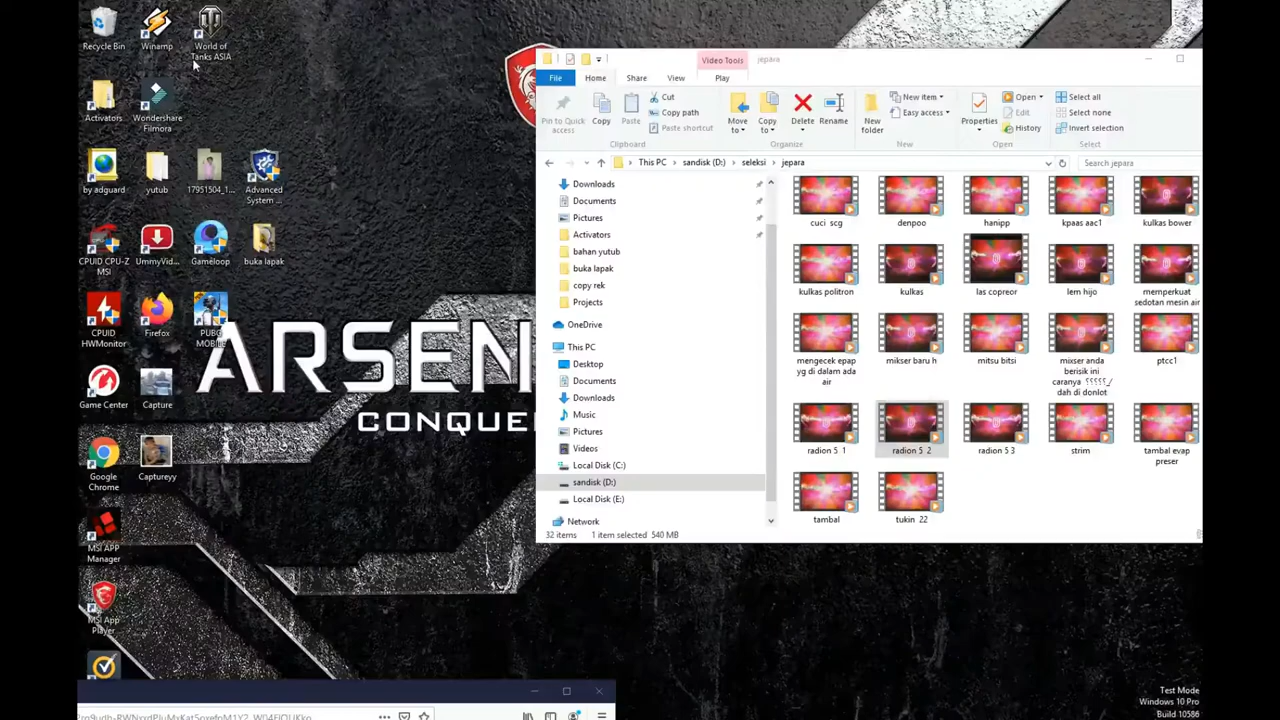 Recycle Bin
Winamp
World of
Tanks ASIA
Activators
Wondershare
Filmora
by adguard
yutub
17951504_1...
Advanced
System ...
CPUID CPU-Z
MSI
UmmyVid...
Gameloop
buka lapak
CPUID
HWMonitor
Firefox
PUBG
MOBILE
Game Center
Capture
Google
Chrome
Captureyy
MSI APP
Manager
MSI App
Player
ARSEN
CONQUE
Video Tools
jepara
File
Home
Share
View
Play
Pin to Quick
access
Copy
Paste
Cut
Copy path
Paste shortcut
Clipboard
Move
to
Copy
to
Delete
Rename
Organize
New
folder
New item
Easy access
New
Properties
Open
Edit
History
Open
Select all
Select none
Invert selection
Select
This PC
sandisk (D:)
seleksi
jepara
Search jepara
Downloads
Documents
Pictures
Activators
bahan yutub
buka lapak
copy rek
Projects
OneDrive
This PC
Desktop
Documents
Downloads
Music
Pictures
Videos
Local Disk (C:)
sandisk (D:)
Local Disk (E:)
Network
cuci scg
denpoo
hanipp
kpaas aac1
kulkas bower
kulkas politron
kulkas
las copreor
lem hijo
memperkuat
sedotan mesin air
mengecek epap
yg di dalam ada
air
mikser baru h
mitsu bitsi
mixser anda
berisik ini
caranya ؟؟؟؟؟_/
dah di donlot
ptcc1
radion 5 1
radion 5 2
radion 5 3
strim
tambal evap
preser
tambal
tukin 22
32 items
1 item selected 540 MB
Test Mode
Windows 10 Pro
Build 10586